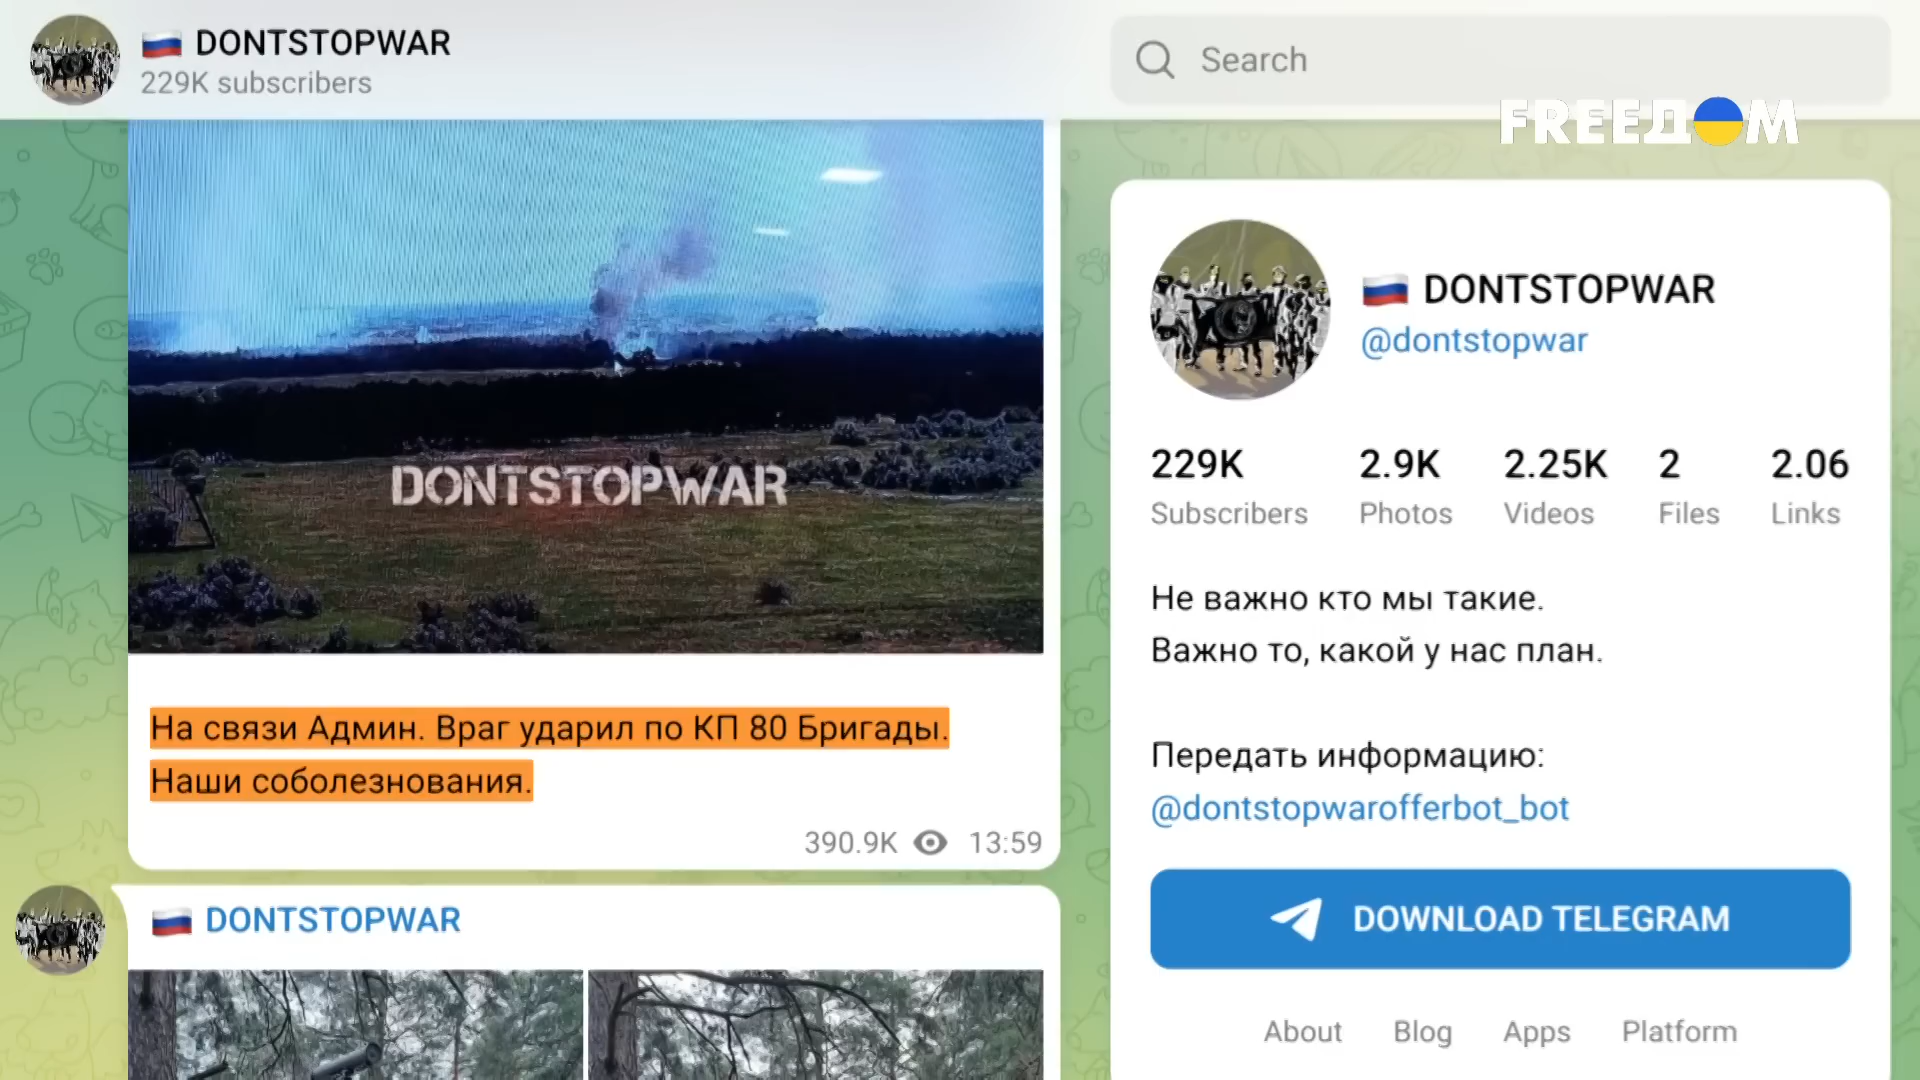 DONTSTOPWAR
229K subscribers
Search
FREEДOM
DONTSTOPWAR
На связи Админ. Враг ударил по КП 80 Бригады.
Наши соболезнования.
390.9K 13:59
DONTSTOPWAR
DONTSTOPWAR
@dontstopwar
229K 2.9K 2.25K 2 2.06
Subscribers Photos Videos Files Links
Не важно кто мы такие.
Важно то, какой у нас план.
Передать информацию:
@dontstopwarofferbot_bot
DOWNLOAD TELEGRAM
About Blog Apps Platform